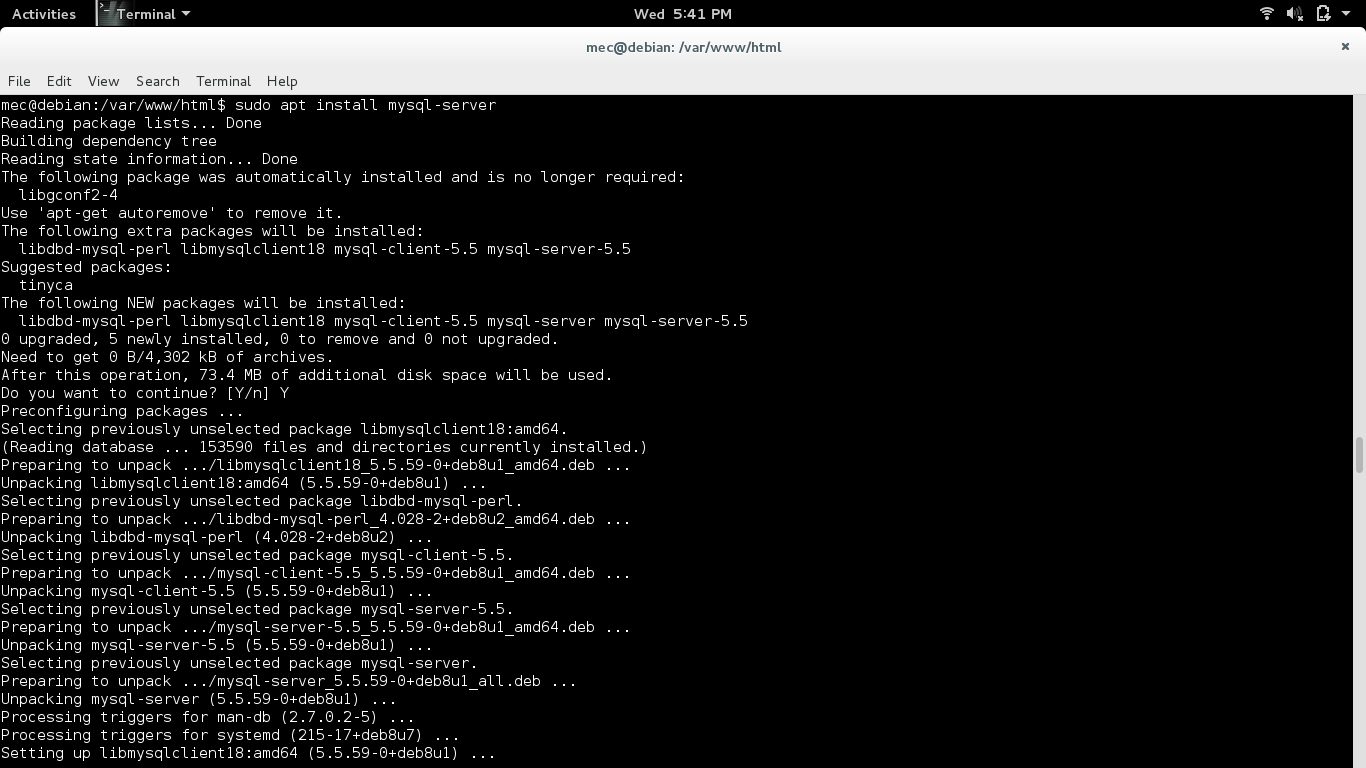 Activities Terminal Wed 5:41 PM
mec@debian: /var/www/html ×
File Edit View Search Terminal Help
mec@debian:/var/www/html$ sudo apt install mysql-server
Reading package lists... Done
Building dependency tree
Reading state information... Done
The following package was automatically installed and is no longer required:
  libgconf2-4
Use 'apt-get autoremove' to remove it.
The following extra packages will be installed:
  libdbd-mysql-perl libmysqlclient18 mysql-client-5.5 mysql-server-5.5
Suggested packages:
  tinyca
The following NEW packages will be installed:
  libdbd-mysql-perl libmysqlclient18 mysql-client-5.5 mysql-server mysql-server-5.5
0 upgraded, 5 newly installed, 0 to remove and 0 not upgraded.
Need to get 0 B/4,302 kB of archives.
After this operation, 73.4 MB of additional disk space will be used.
Do you want to continue? [Y/n] Y
Preconfiguring packages ...
Selecting previously unselected package libmysqlclient18:amd64.
(Reading database ... 153590 files and directories currently installed.)
Preparing to unpack .../libmysqlclient18_5.5.59-0+deb8u1_amd64.deb ...
Unpacking libmysqlclient18:amd64 (5.5.59-0+deb8u1) ...
Selecting previously unselected package libdbd-mysql-perl.
Preparing to unpack .../libdbd-mysql-perl_4.028-2+deb8u2_amd64.deb ...
Unpacking libdbd-mysql-perl (4.028-2+deb8u2) ...
Selecting previously unselected package mysql-client-5.5.
Preparing to unpack .../mysql-client-5.5_5.5.59-0+deb8u1_amd64.deb ...
Unpacking mysql-client-5.5 (5.5.59-0+deb8u1) ...
Selecting previously unselected package mysql-server-5.5.
Preparing to unpack .../mysql-server-5.5_5.5.59-0+deb8u1_amd64.deb ...
Unpacking mysql-server-5.5 (5.5.59-0+deb8u1) ...
Selecting previously unselected package mysql-server.
Preparing to unpack .../mysql-server_5.5.59-0+deb8u1_all.deb ...
Unpacking mysql-server (5.5.59-0+deb8u1) ...
Processing triggers for man-db (2.7.0.2-5) ...
Processing triggers for systemd (215-17+deb8u7) ...
Setting up libmysqlclient18:amd64 (5.5.59-0+deb8u1) ...